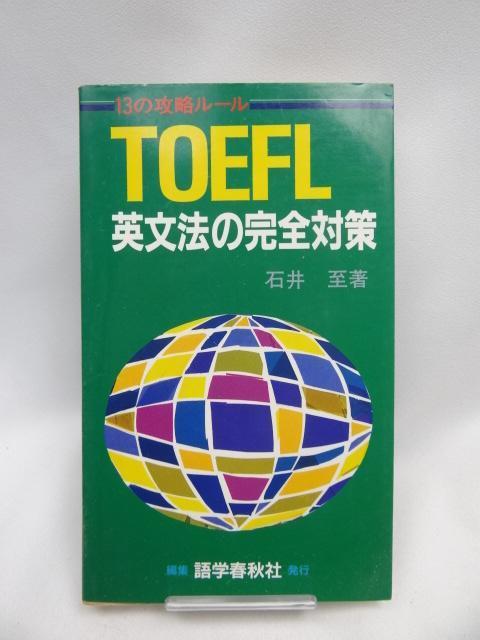 13の攻略ルール
TOEFL
英文法の完全対策
石井 至著
編集 語学春秋社 発行